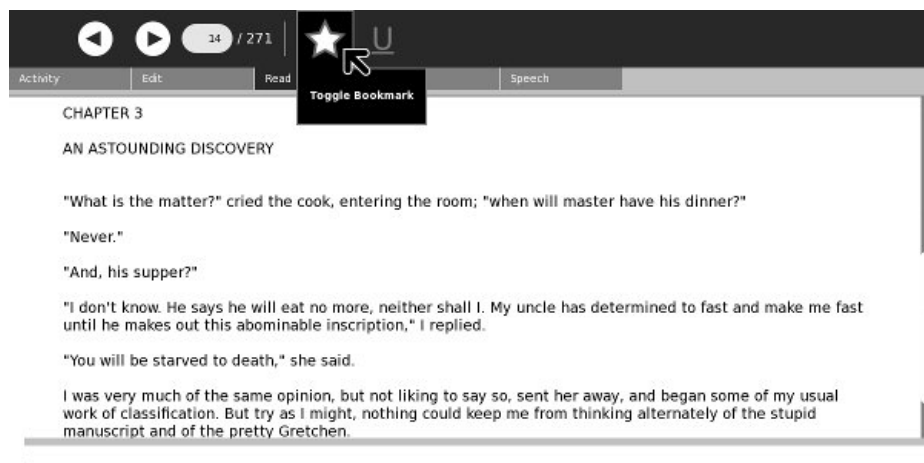 14 / 271 U
Activity Edit Read Speech
Toggle Bookmark
CHAPTER 3
AN ASTOUNDING DISCOVERY
"What is the matter?" cried the cook, entering the room; "when will master have his dinner?"
"Never."
"And, his supper?"
"I don't know. He says he will eat no more, neither shall I. My uncle has determined to fast and make me fast
until he makes out this abominable inscription," I replied.
"You will be starved to death," she said.
I was very much of the same opinion, but not liking to say so, sent her away, and began some of my usual
work of classification. But try as I might, nothing could keep me from thinking alternately of the stupid
manuscript and of the pretty Gretchen.